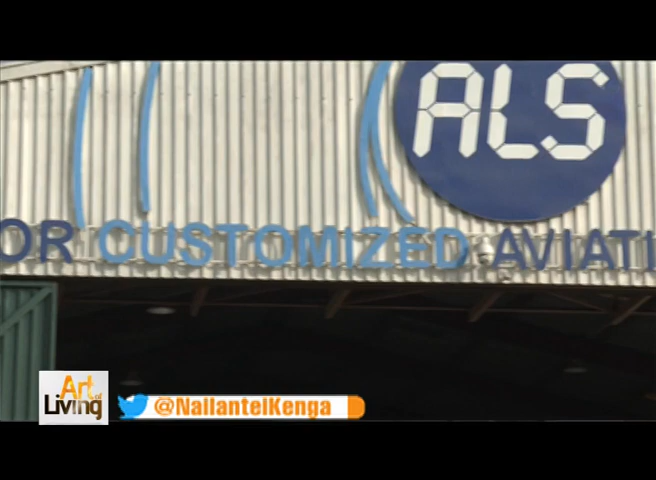 ALS
OR CUSTOMIZED AVIATI
Art of
Living
@NailanteiKenga